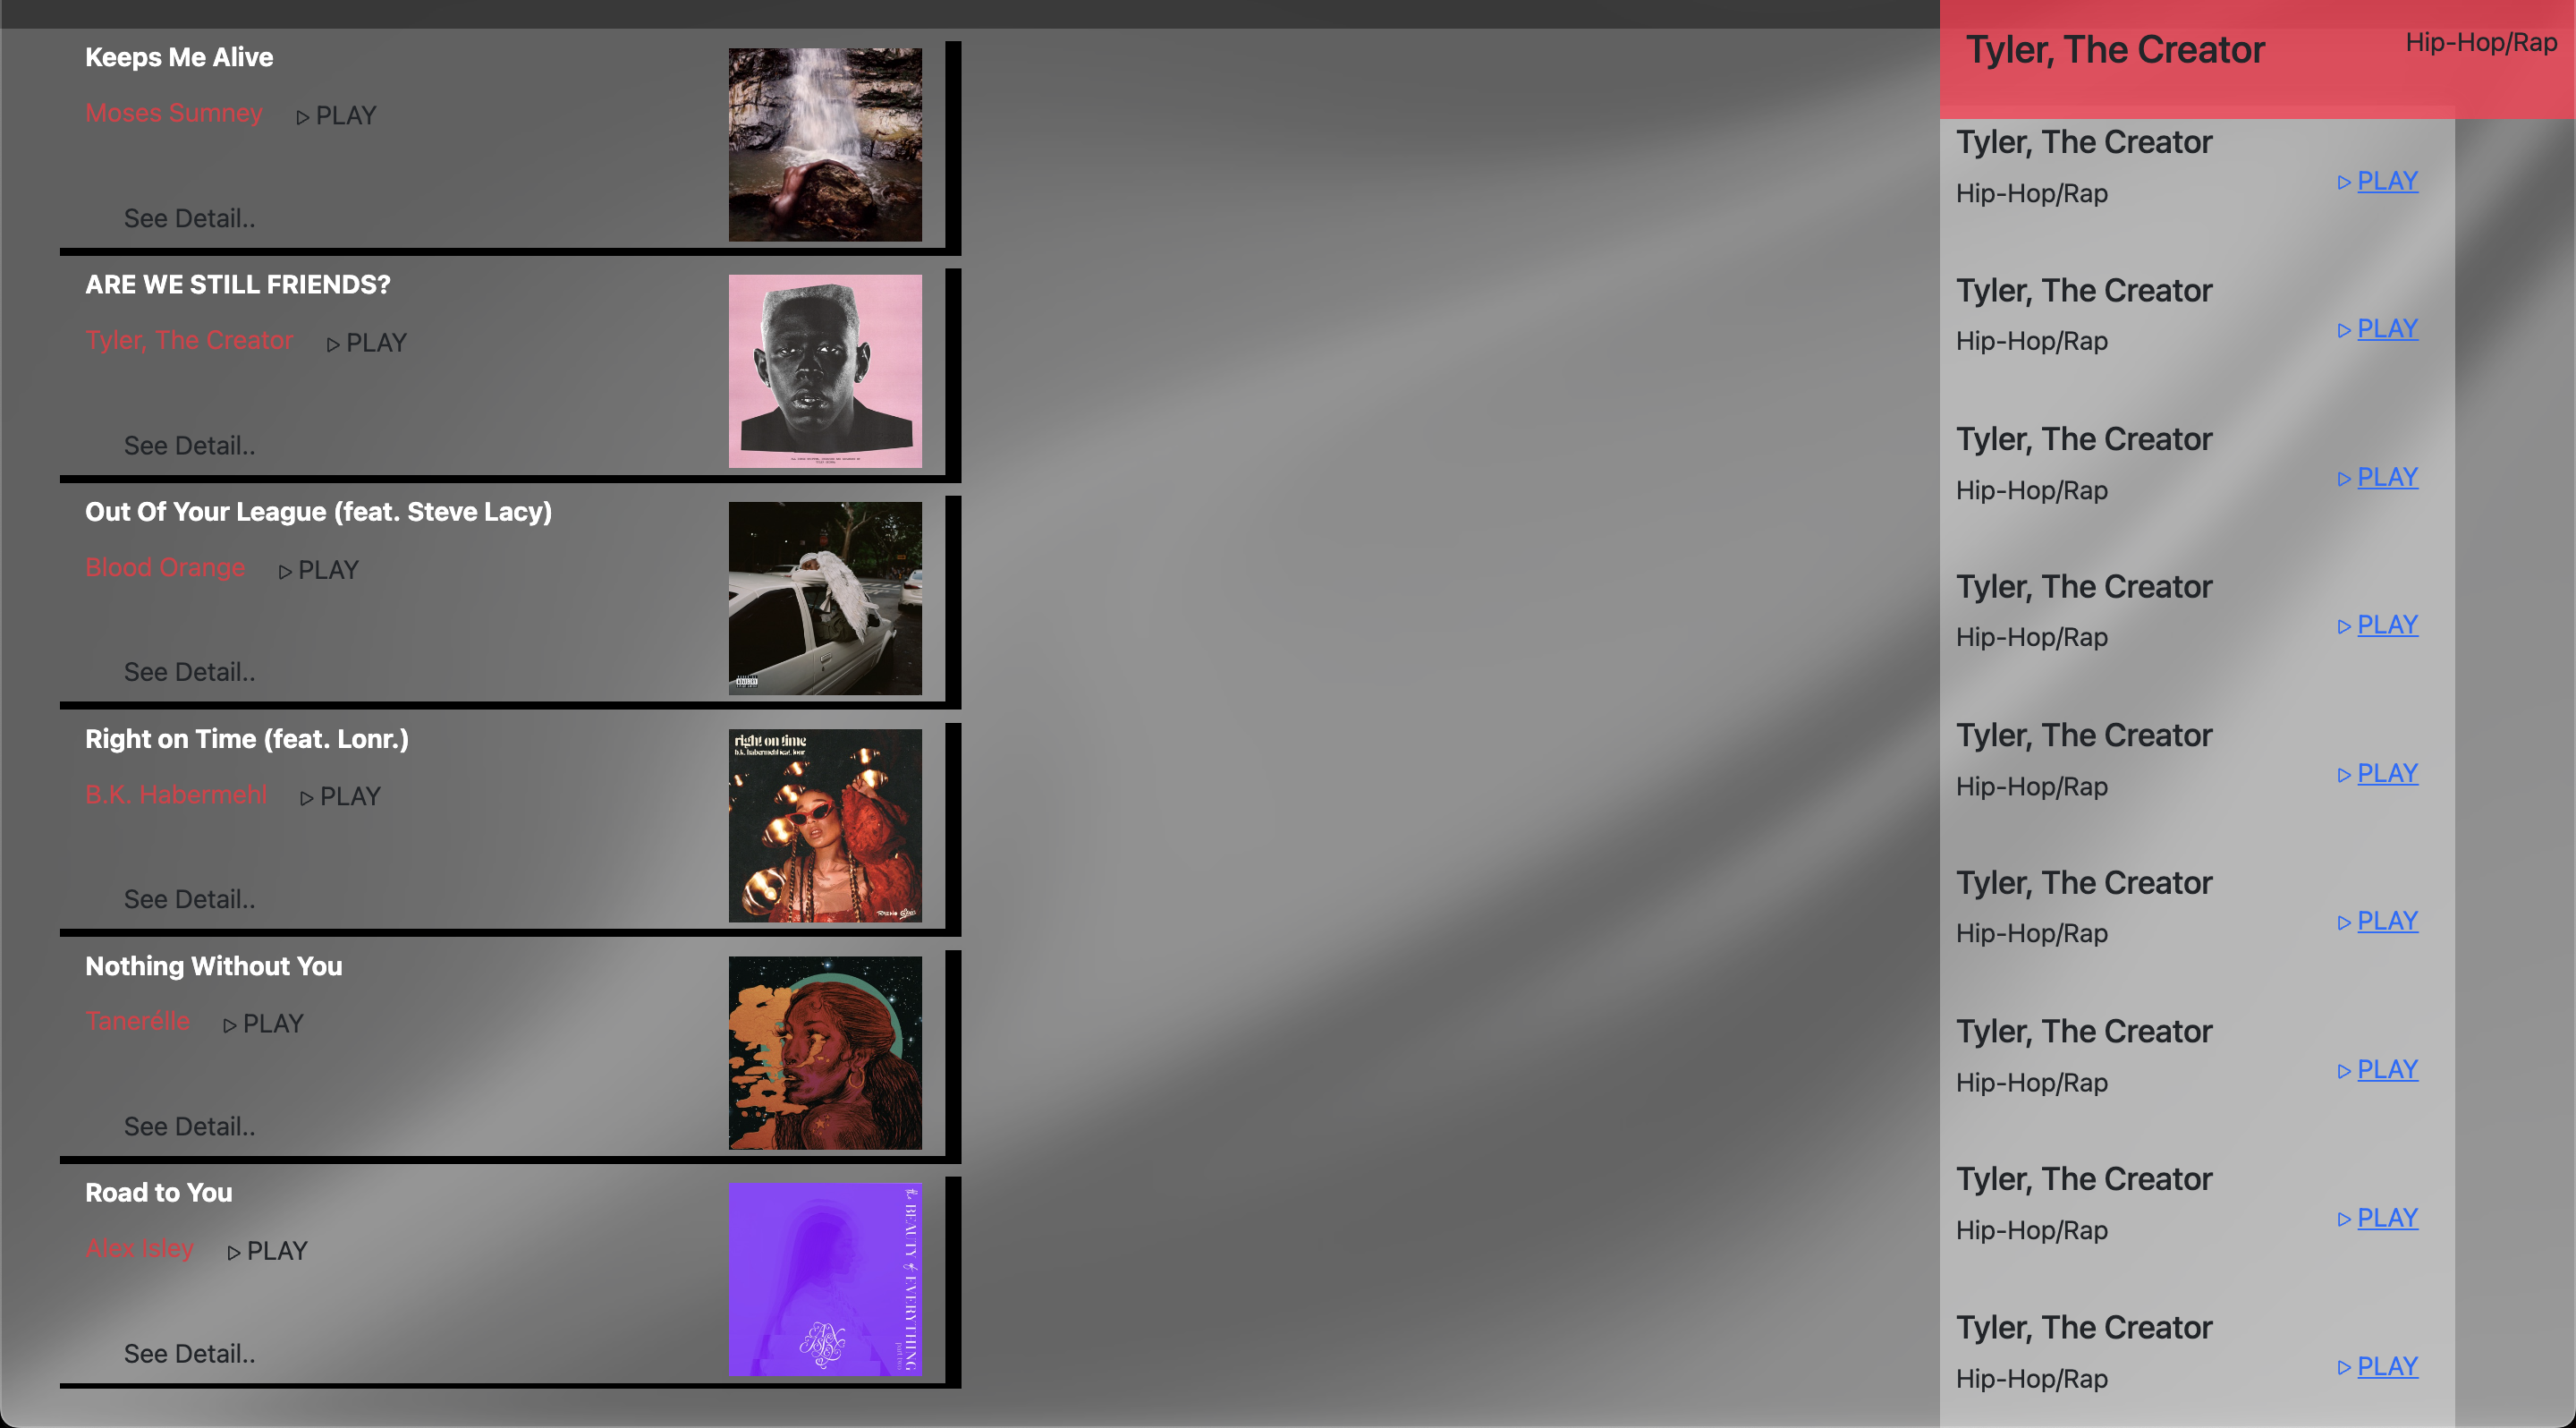 Keeps Me Alive
Moses Sumney ▷ PLAY
See Detail..
ARE WE STILL FRIENDS?
Tyler, The Creator ▷ PLAY
See Detail..
Out Of Your League (feat. Steve Lacy)
Blood Orange ▷ PLAY
See Detail..
Right on Time (feat. Lonr.)
B.K. Habermehl ▷ PLAY
See Detail..
right on time
b.k. habermehl feat. lonr
Nothing Without You
Tanerélle ▷ PLAY
See Detail..
Road to You
Alex Isley ▷ PLAY
See Detail..
the BEAUTY of EVERYTHING
part two
Tyler, The Creator Hip-Hop/Rap
Tyler, The Creator
Hip-Hop/Rap ▷ PLAY
Tyler, The Creator
Hip-Hop/Rap ▷ PLAY
Tyler, The Creator
Hip-Hop/Rap ▷ PLAY
Tyler, The Creator
Hip-Hop/Rap ▷ PLAY
Tyler, The Creator
Hip-Hop/Rap ▷ PLAY
Tyler, The Creator
Hip-Hop/Rap ▷ PLAY
Tyler, The Creator
Hip-Hop/Rap ▷ PLAY
Tyler, The Creator
Hip-Hop/Rap ▷ PLAY
Tyler, The Creator
Hip-Hop/Rap ▷ PLAY